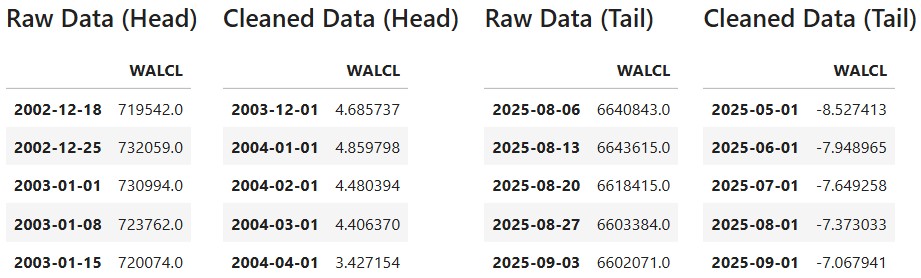 Raw Data (Head) Cleaned Data (Head) Raw Data (Tail) Cleaned Data (Tail)
WALCL WALCL WALCL WALCL
2002-12-18 719542.0 2003-12-01 4.685737 2025-08-06 6640843.0 2025-05-01 -8.527413
2002-12-25 732059.0 2004-01-01 4.859798 2025-08-13 6643615.0 2025-06-01 -7.948965
2003-01-01 730994.0 2004-02-01 4.480394 2025-08-20 6618415.0 2025-07-01 -7.649258
2003-01-08 723762.0 2004-03-01 4.406370 2025-08-27 6603384.0 2025-08-01 -7.373033
2003-01-15 720074.0 2004-04-01 3.427154 2025-09-03 6602071.0 2025-09-01 -7.067941